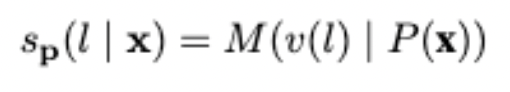 s_p(l | x) = M(v(l) | P(x))